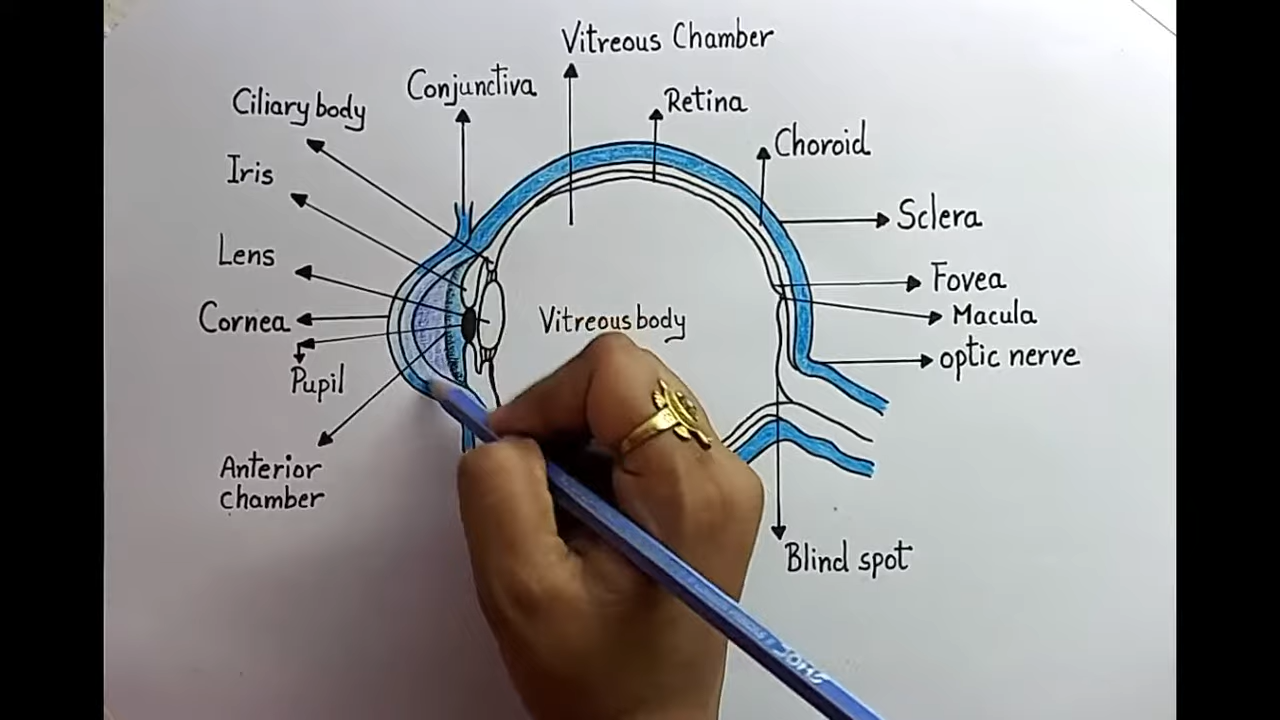 Vitreous Chamber
Conjunctiva
Retina
Ciliary body
Choroid
Iris
Sclera
Lens
Fovea
Cornea
Vitreous body
Macula
optic nerve
Pupil
Anterior
chamber
Blind spot